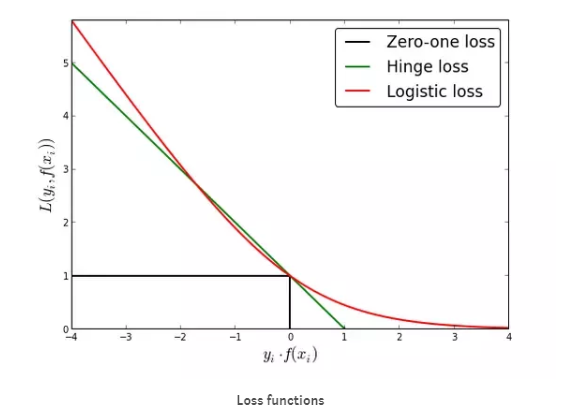 Zero-one loss
Hinge loss
Logistic loss
L(yᵢ, f(xᵢ))
5
4
3
2
1
0
−4 −3 −2 −1 0 1 2 3 4
yᵢ · f(xᵢ)
Loss functions